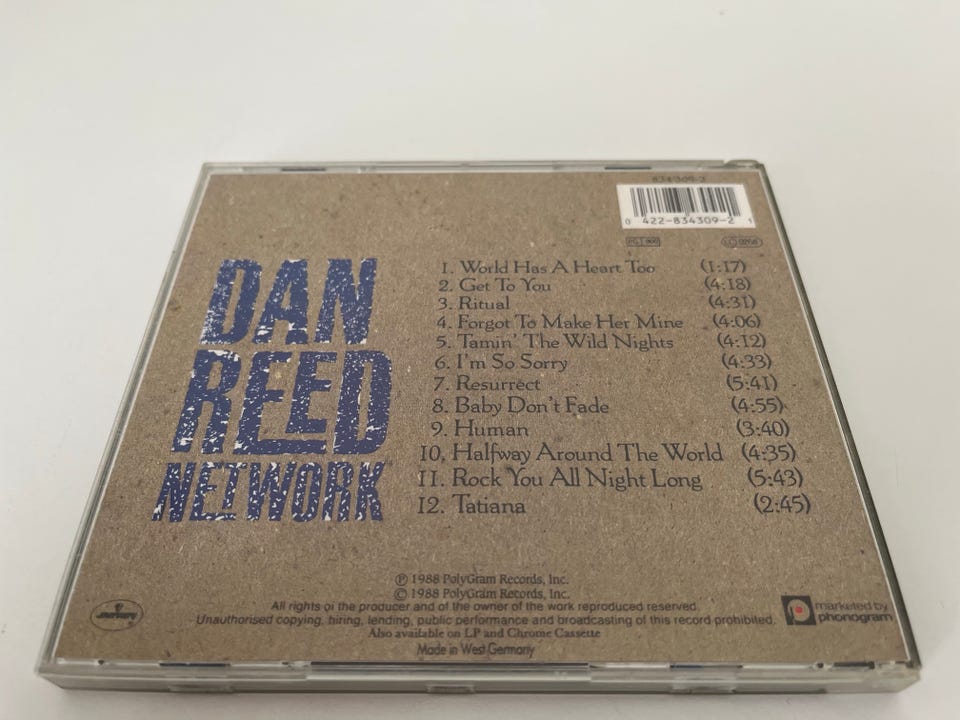 834 309-2
0 422-834309-2 1
DAN
REED
NETWORK
1. World Has A Heart Too (1:17)
2. Get To You (4:18)
3. Ritual (4:31)
4. Forgot To Make Her Mine (4:06)
5. Tamin' The Wild Nights (4:12)
6. I'm So Sorry (4:33)
7. Resurrect (5:41)
8. Baby Don't Fade (4:55)
9. Human (3:40)
10. Halfway Around The World (4:35)
11. Rock You All Night Long (5:43)
12. Tatiana (2:45)
℗ 1988 PolyGram Records, Inc.
© 1988 PolyGram Records, Inc.
All rights of the producer and of the owner of the work reproduced reserved.
Unauthorised copying, hiring, lending, public performance and broadcasting of this record prohibited.
Also available on LP and Chrome Cassette
Made in West Germany
mercury
marketed by
phonogram